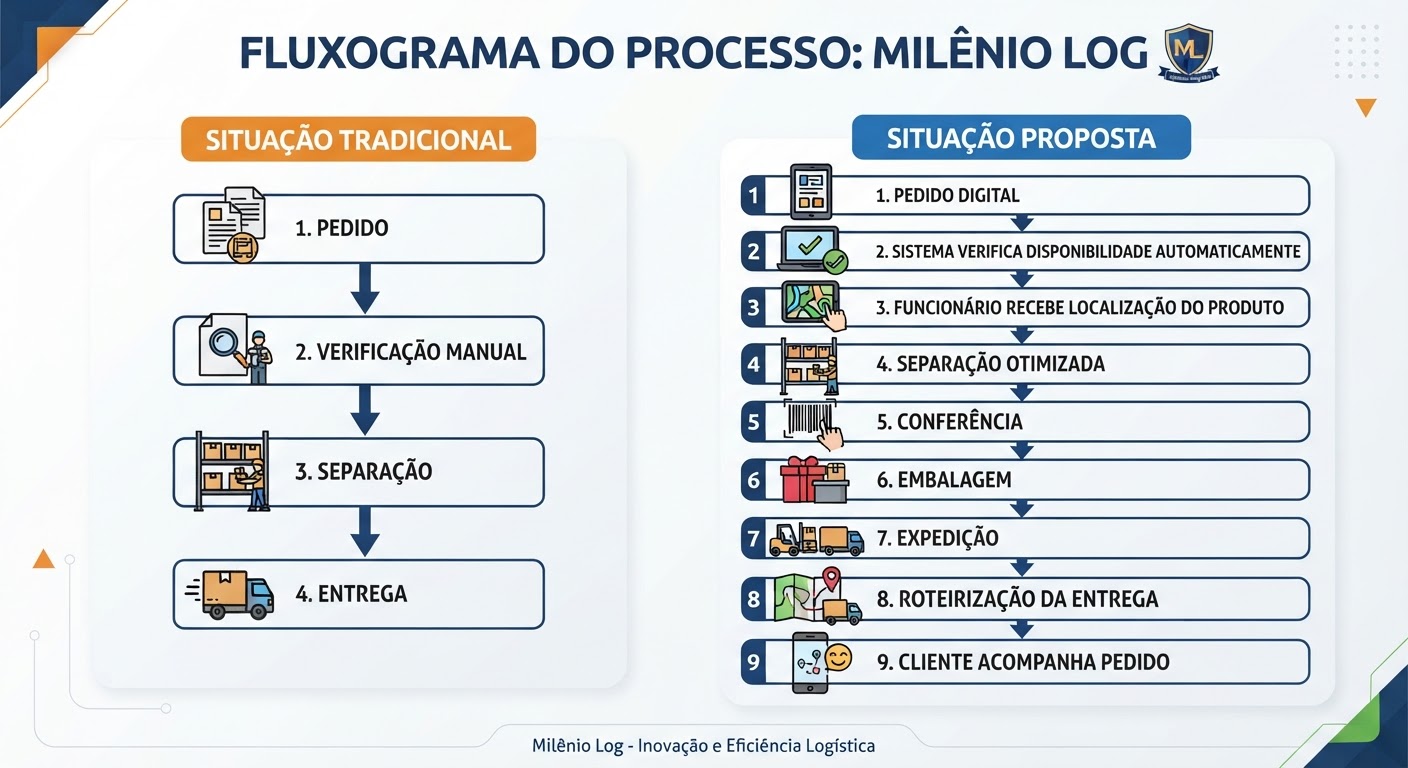 FLUXOGRAMA DO PROCESSO: MILÊNIO LOG
ML
SITUAÇÃO TRADICIONAL
1. PEDIDO
2. VERIFICAÇÃO MANUAL
3. SEPARAÇÃO
4. ENTREGA
SITUAÇÃO PROPOSTA
1 1. PEDIDO DIGITAL
2 2. SISTEMA VERIFICA DISPONIBILIDADE AUTOMATICAMENTE
3 3. FUNCIONÁRIO RECEBE LOCALIZAÇÃO DO PRODUTO
4 4. SEPARAÇÃO OTIMIZADA
5 5. CONFERÊNCIA
6 6. EMBALAGEM
7 7. EXPEDIÇÃO
8 8. ROTEIRIZAÇÃO DA ENTREGA
9 9. CLIENTE ACOMPANHA PEDIDO
Milênio Log - Inovação e Eficiência Logística